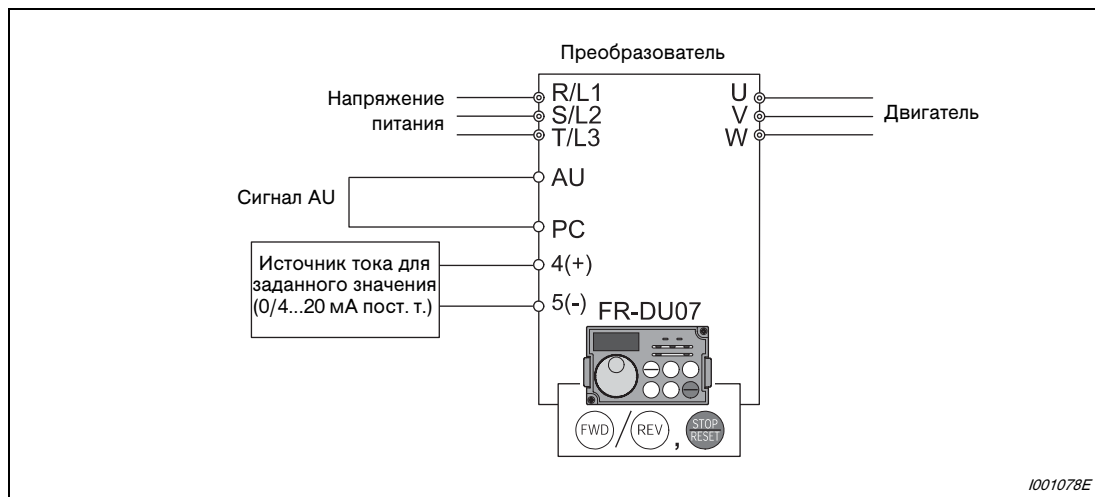 Преобразователь
Напряжение
питания
R/L1
S/L2
T/L3
U
V
W
Двигатель
Сигнал AU
AU
PC
Источник тока для
заданного значения
(0/4...20 мА пост. т.)
4(+)
5(-)
FR-DU07
FWD / REV , STOP
RESET
I001078E